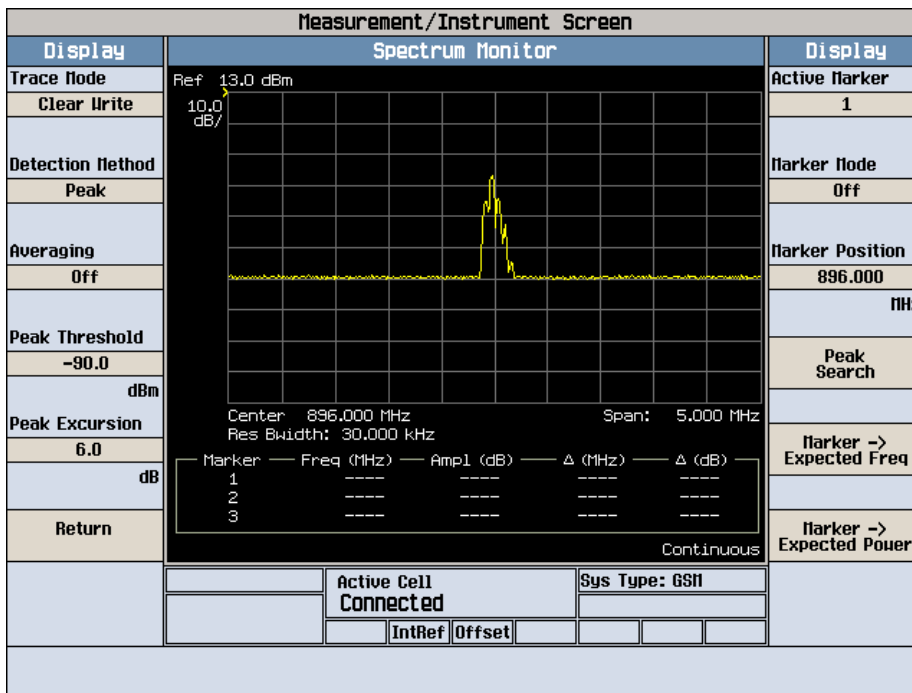 Measurement/Instrument Screen
Display
Trace Mode
Clear Write
Detection Method
Peak
Averaging
Off
Peak Threshold
-90.0
dBm
Peak Excursion
6.0
dB
Return
Spectrum Monitor
Ref 13.0 dBm
10.0
dB/
Center 896.000 MHz Span: 5.000 MHz
Res Bwidth: 30.000 kHz
Marker Freq (MHz) Ampl (dB) Δ (MHz) Δ (dB)
1 ---- ---- ---- ----
2 ---- ---- ---- ----
3 ---- ---- ---- ----
Continuous
Active Cell
Connected
Sys Type: GSM
IntRef Offset
Display
Active Marker
1
Marker Mode
Off
Marker Position
896.000
MHz
Peak
Search
Marker ->
Expected Freq
Marker ->
Expected Power